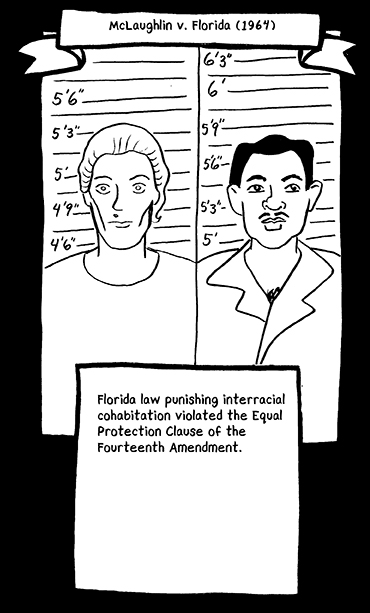 McLaughlin v. Florida (1964)
5'6"
5'3"
5'
4'9"
4'6"
6'3"
6'
5'9"
5'6"
5'3"
5'
Florida law punishing interracial
cohabitation violated the Equal
Protection Clause of the
Fourteenth Amendment.